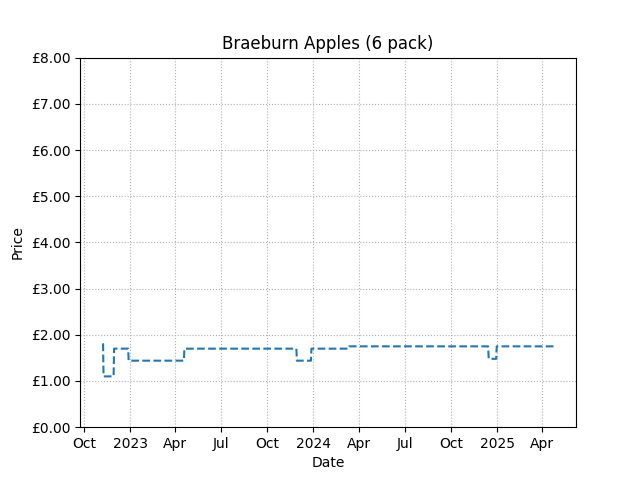 Braeburn Apples (6 pack)
£8.00
£7.00
£6.00
£5.00
£4.00
£3.00
£2.00
£1.00
£0.00
Price
Oct 2023 Apr Jul Oct 2024 Apr Jul Oct 2025 Apr
Date